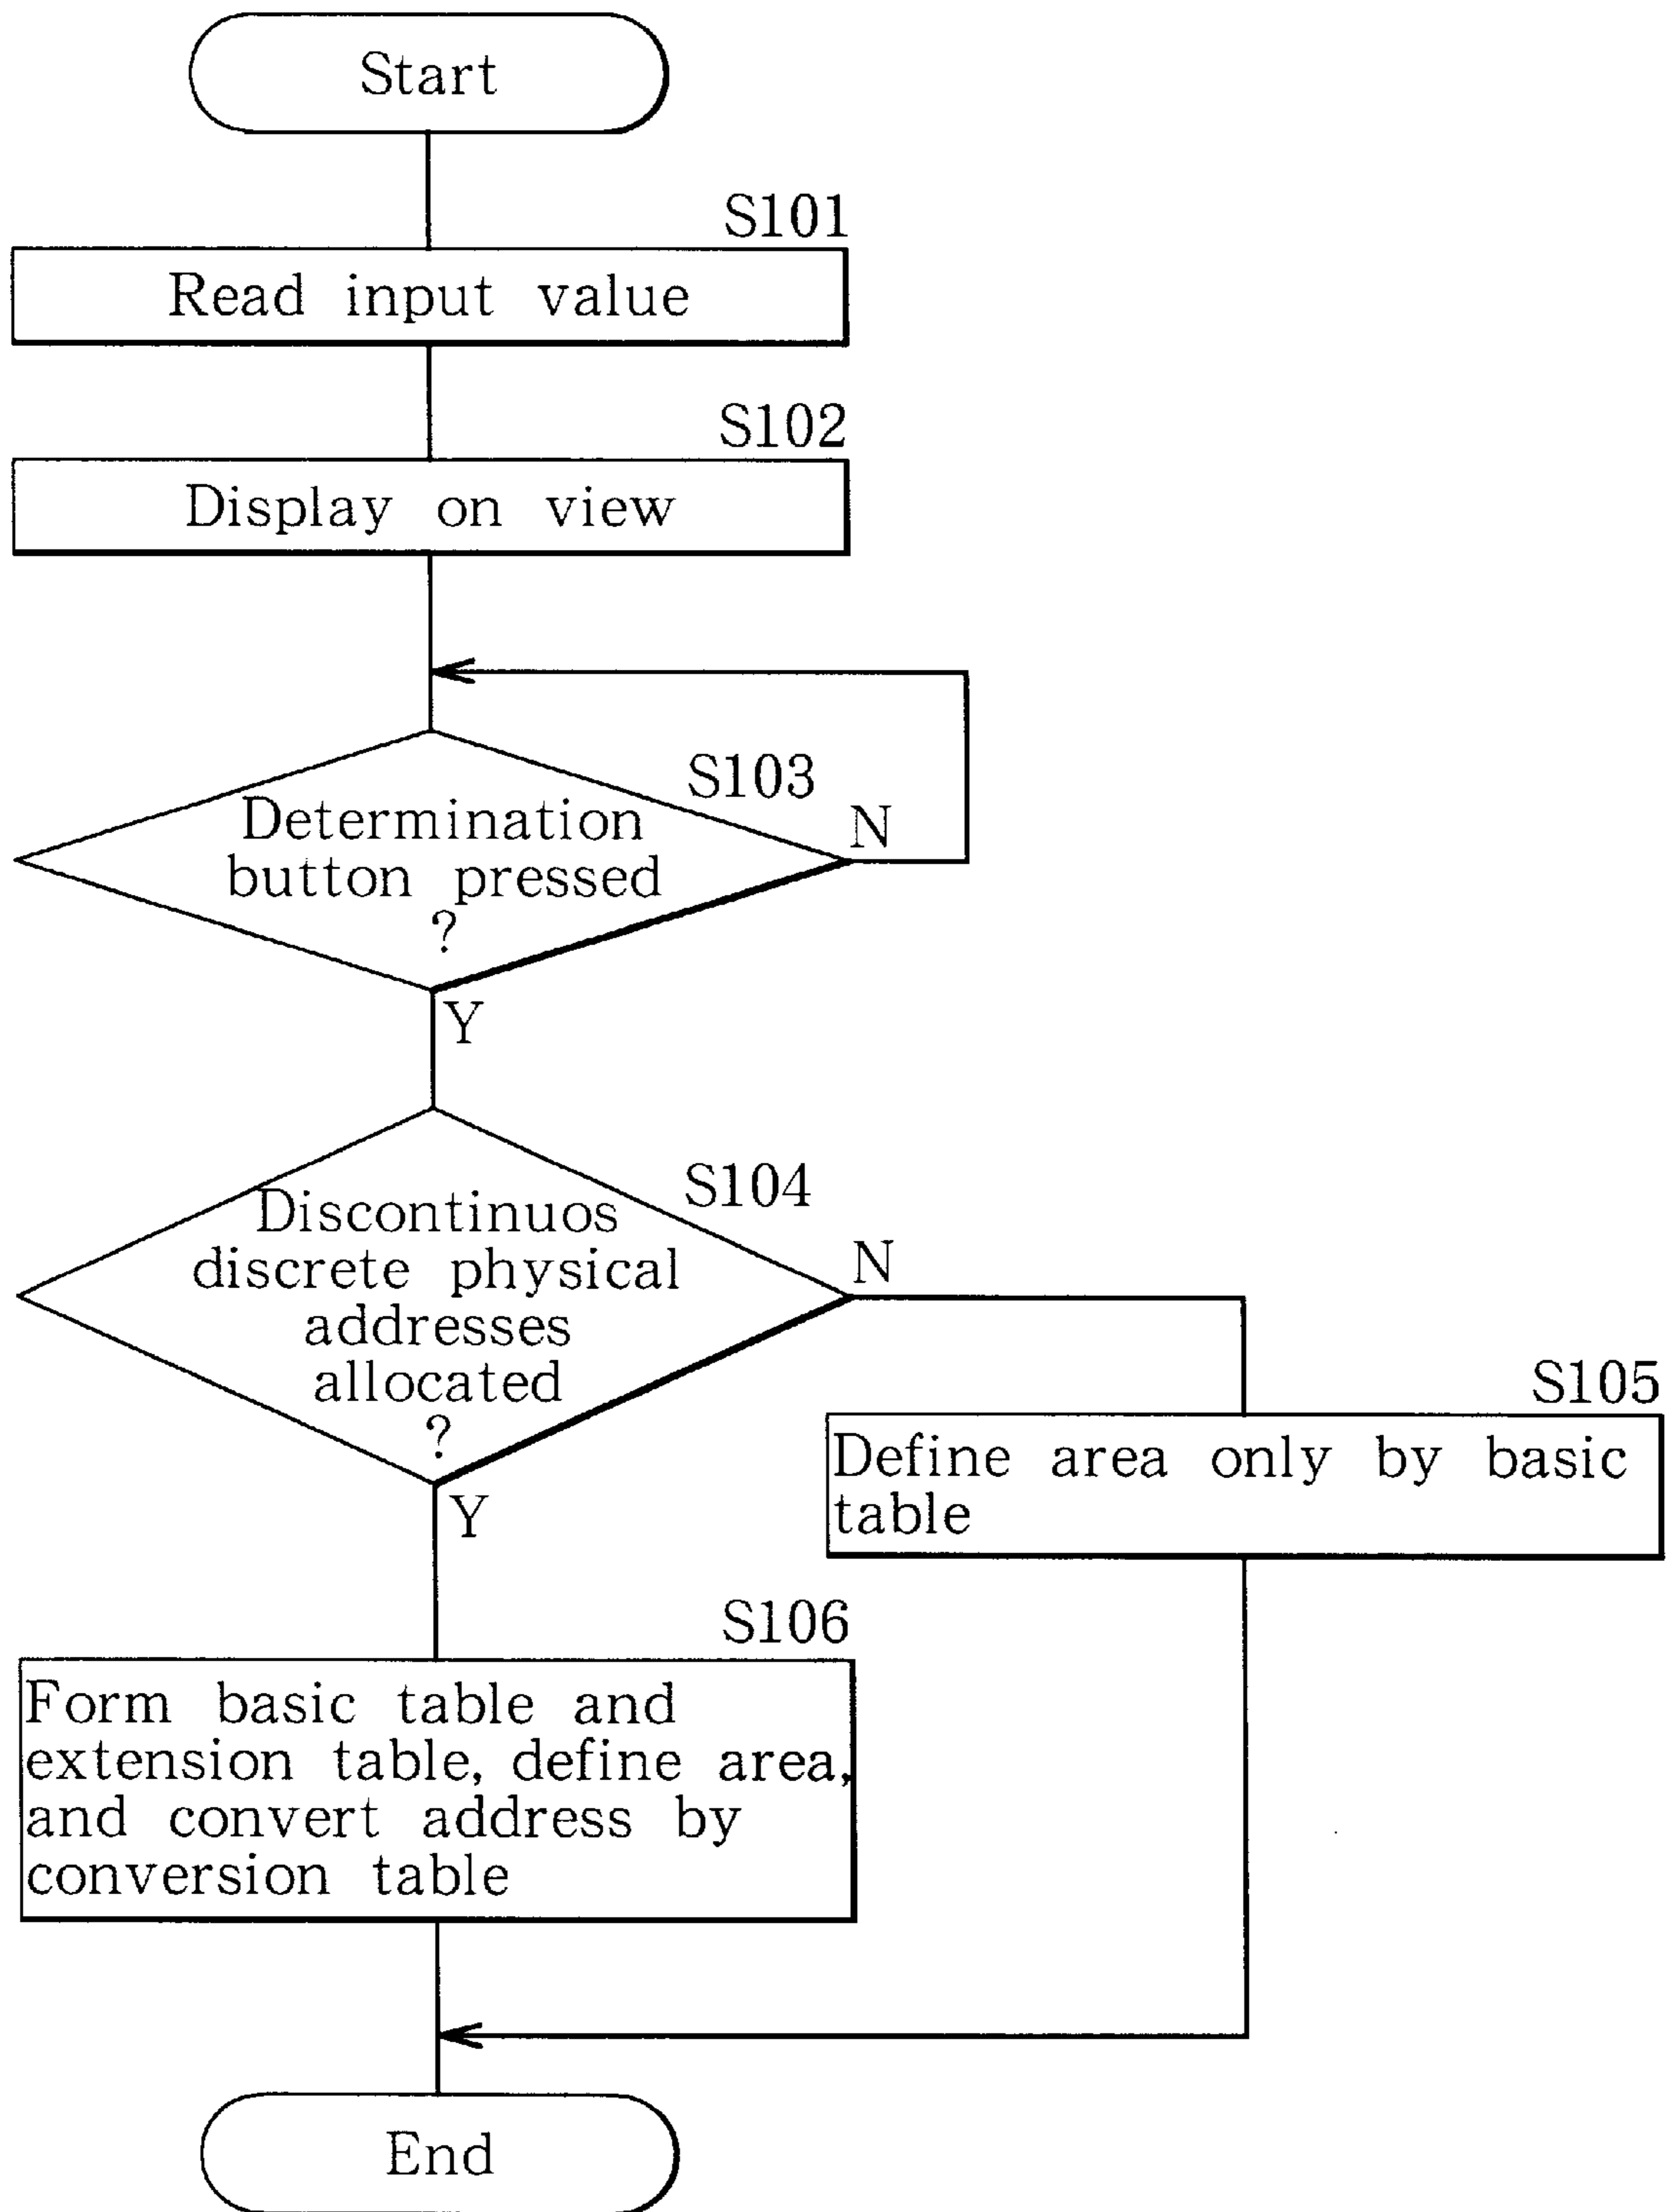 Start
S101
Read input value
S102
Display on view
S103
Determination
button pressed
?
N
Y
S104
Discontinuos
discrete physical
addresses
allocated
?
N
Y
S105
Define area only by basic
table
S106
Form basic table and
extension table, define area,
and convert address by
conversion table
End